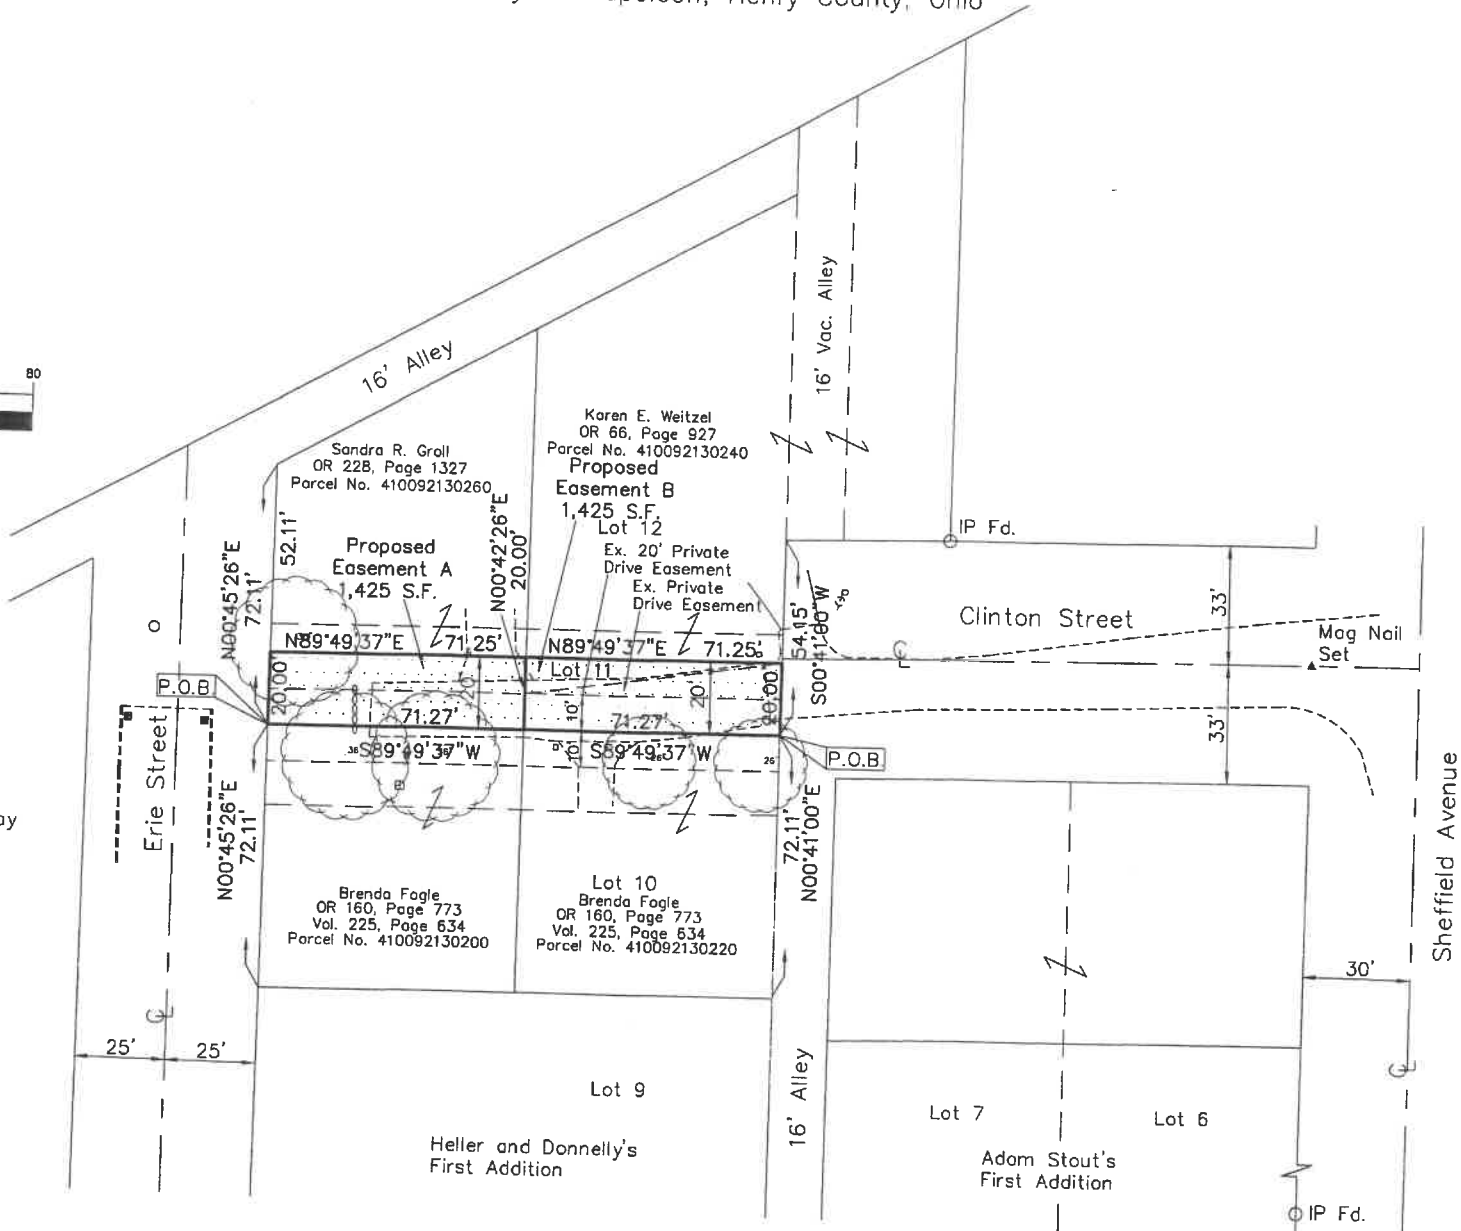 Henry County, Ohio
80
16' Alley
16' Vac. Alley
Karen E. Weitzel
OR 66, Page 927
Parcel No. 410092130240
Sandra R. Groll
OR 228, Page 1327
Parcel No. 410092130260
Proposed
Easement B
1,425 S.F.
Lot 12
Ex. 20' Private
Drive Easement
Ex. Private
Drive Easement
Proposed
Easement A
1,425 S.F.
N00°42'26"E
20.00'
52.11'
N00°45'26"E
72.11'
IP Fd.
Clinton Street
33'
33'
Mag Nail
Set
54.15'
S00°41'00"W
N89°49'37"E
71.25'
N89°49'37"E
71.25'
Lot 11
P.O.B
20.00'
20'
10'
20'
20.00'
71.27'
71.27'
S89°49'37"W
10'
S89°49'37"W
36
26
26
P.O.B
Erie Street
N00°45'26"E
72.11'
72.11'
N00°41'00"E
Sheffield Avenue
ay
Brenda Fogle
OR 160, Page 773
Vol. 225, Page 634
Parcel No. 410092130200
Lot 10
Brenda Fogle
OR 160, Page 773
Vol. 225, Page 634
Parcel No. 410092130220
30'
25'
25'
16' Alley
Lot 9
Lot 7
Lot 6
Heller and Donnelly's
First Addition
Adam Stout's
First Addition
IP Fd.